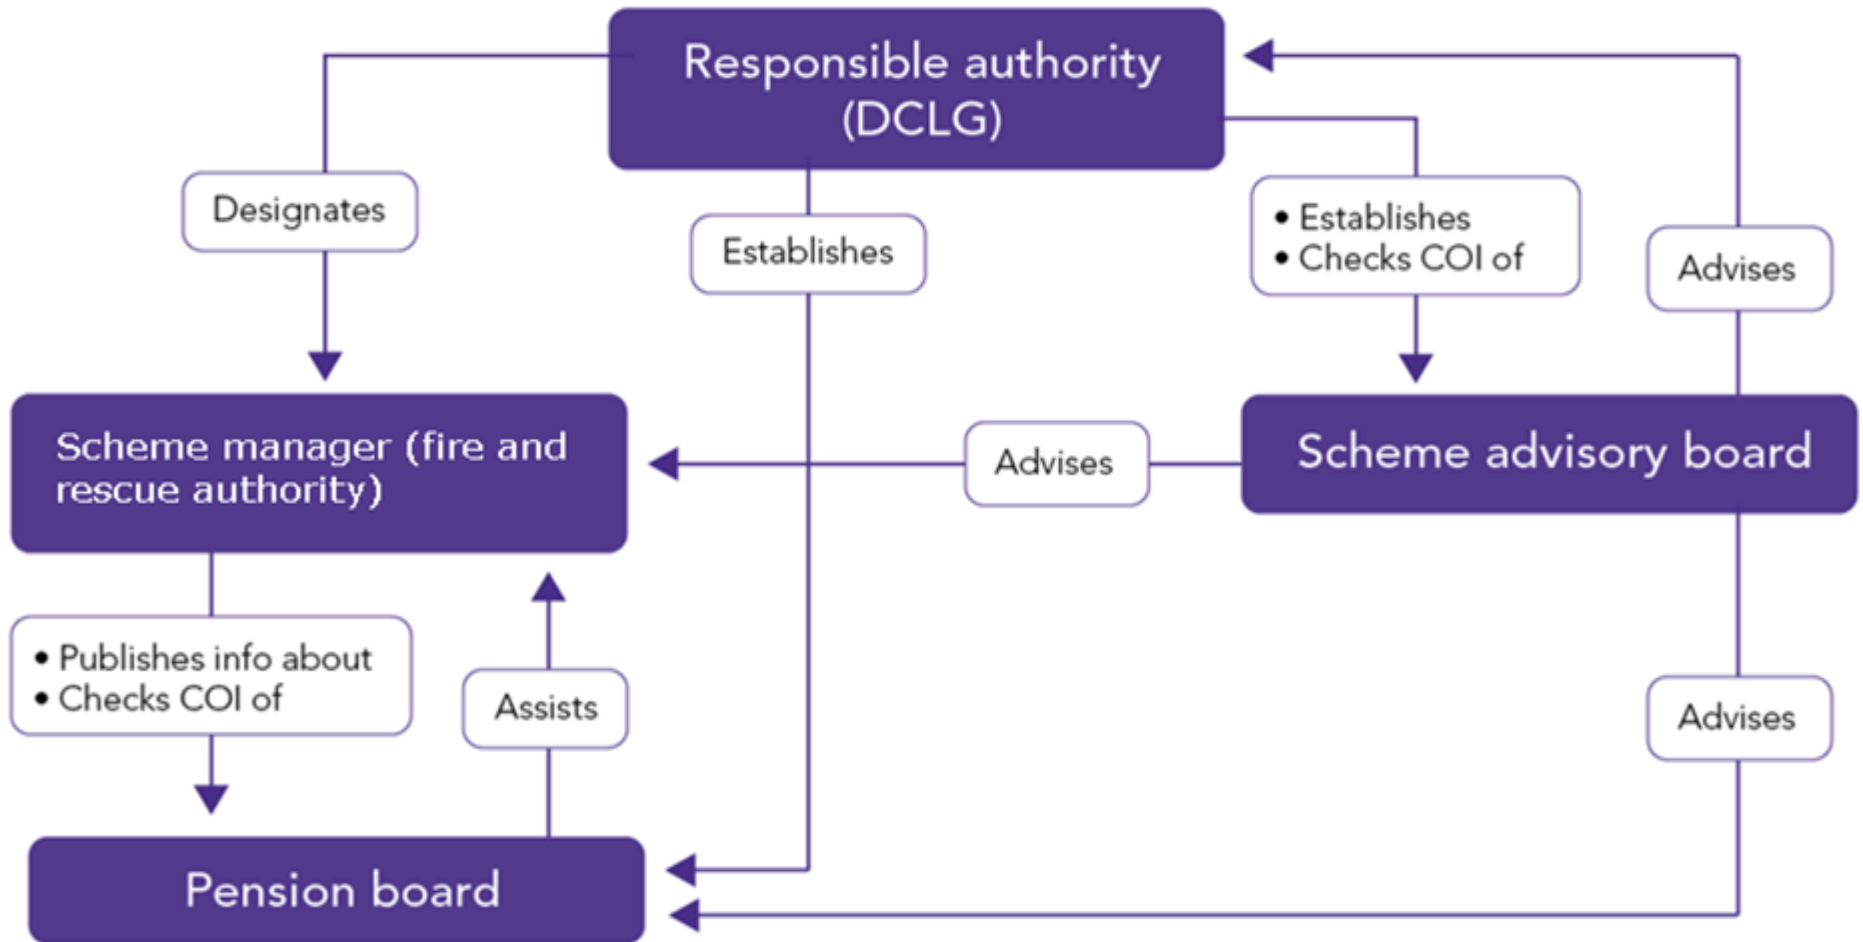 Responsible authority
(DCLG)
Designates
Establishes
• Establishes
• Checks COI of
Advises
Scheme manager (fire and
rescue authority)
Advises
Scheme advisory board
• Publishes info about
• Checks COI of
Assists
Advises
Pension board